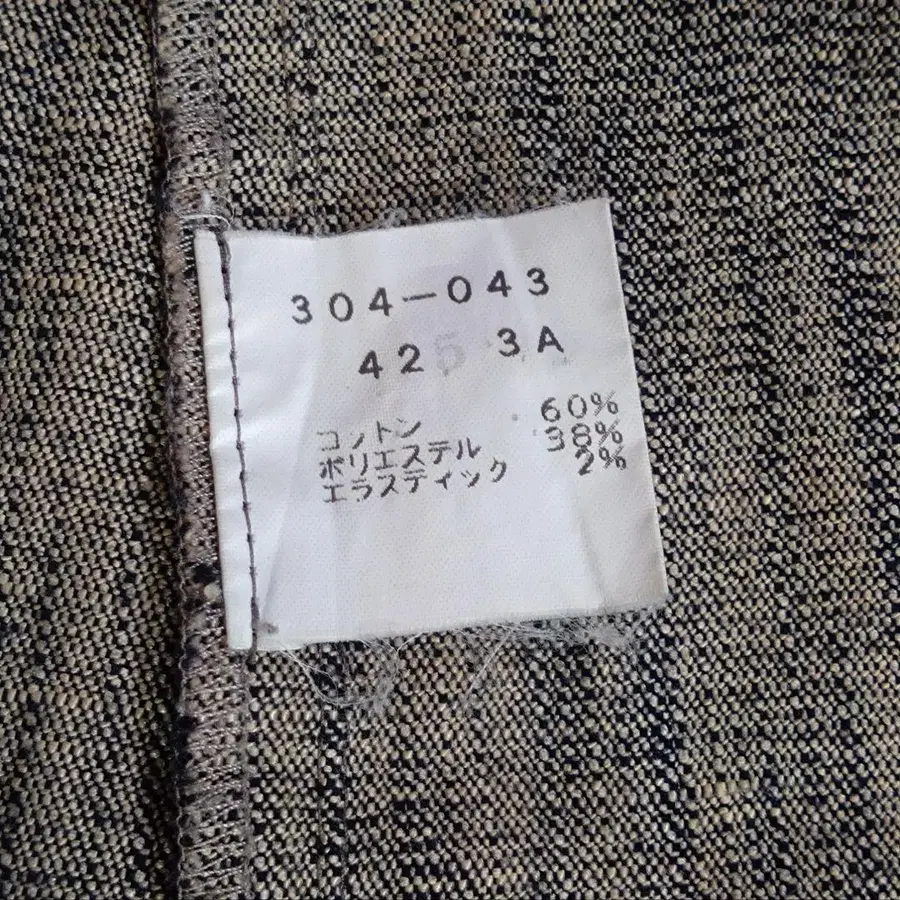 304-043
42 3A
コットン 60%
ポリエステル 38%
エラスティック 2%